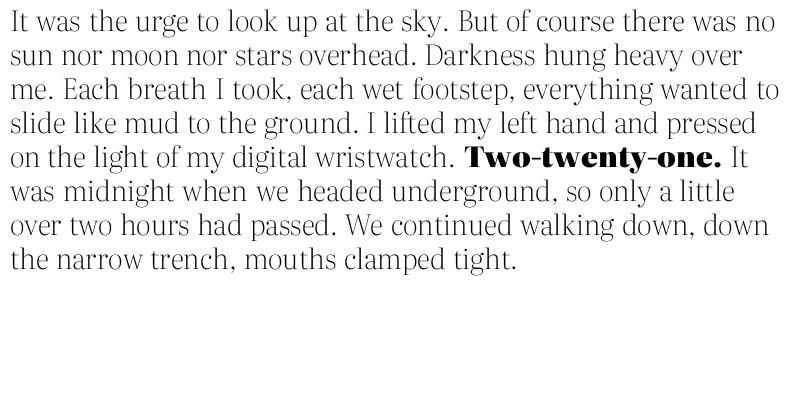 It was the urge to look up at the sky. But of course there was no
sun nor moon nor stars overhead. Darkness hung heavy over
me. Each breath I took, each wet footstep, everything wanted to
slide like mud to the ground. I lifted my left hand and pressed
on the light of my digital wristwatch. Two-twenty-one. It
was midnight when we headed underground, so only a little
over two hours had passed. We continued walking down, down
the narrow trench, mouths clamped tight.